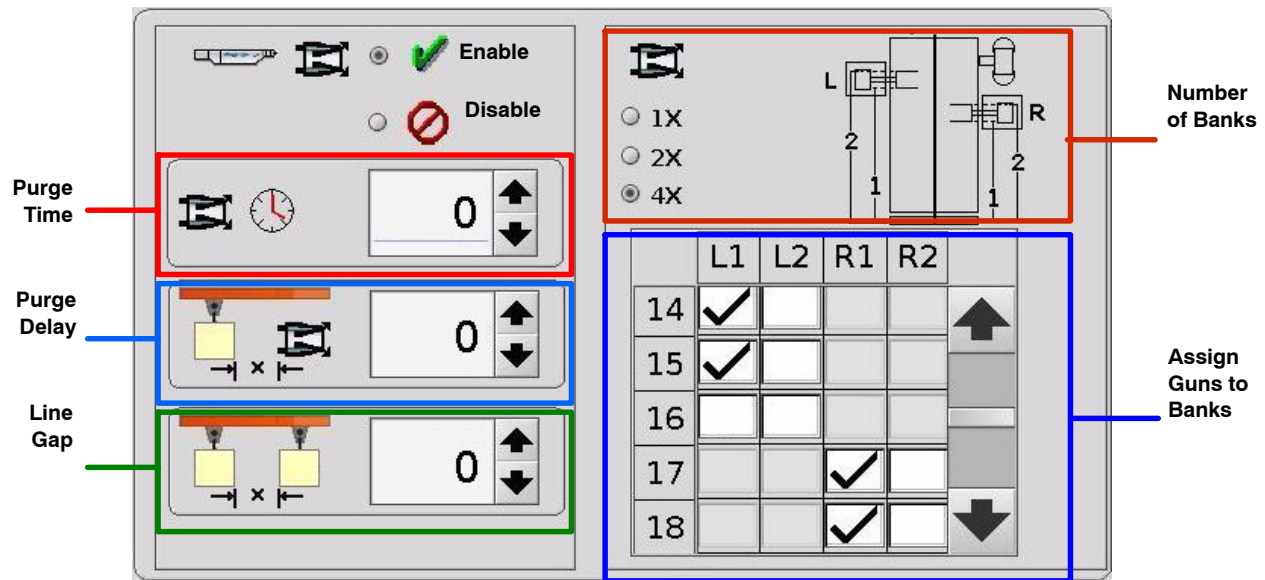 Enable
Disable
Purge
Time
0
Purge
Delay
x
0
Line
Gap
x
0
1X
2X
4X
L
R
2
1
1
2
Number
of Banks
L1 L2 R1 R2
14
15
16
17
18
Assign
Guns to
Banks